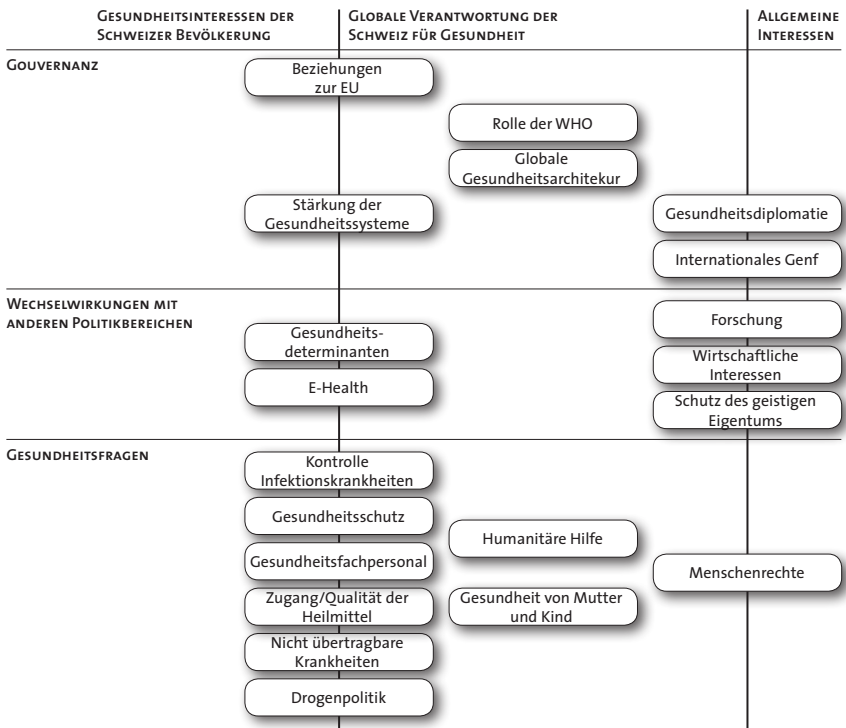 Gesundheitsinteressen der
Schweizer Bevölkerung
Globale Verantwortung der
Schweiz für Gesundheit
Allgemeine
Interessen
Gouvernanz
Beziehungen
zur EU
Rolle der WHO
Globale
Gesundheitsarchitekur
Stärkung der
Gesundheitssysteme
Gesundheitsdiplomatie
Internationales Genf
Wechselwirkungen mit
anderen Politikbereichen
Forschung
Gesundheits-
determinanten
Wirtschaftliche
Interessen
E-Health
Schutz des geistigen
Eigentums
Gesundheitsfragen
Kontrolle
Infektionskrankheiten
Gesundheitsschutz
Humanitäre Hilfe
Gesundheitsfachpersonal
Menschenrechte
Zugang/Qualität der
Heilmittel
Gesundheit von Mutter
und Kind
Nicht übertragbare
Krankheiten
Drogenpolitik